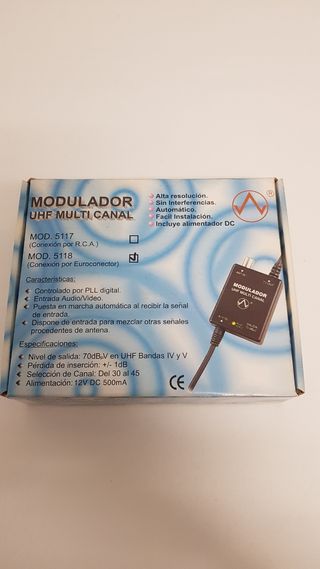 MODULADOR
UHF MULTI CANAL
MOD. 5117
(Conexión por R.C.A.)
MOD. 5118
(Conexión por Euroconector)
Alta resolución.
Sin Interferencias.
Automático.
Facil Instalación.
Incluye alimentador DC
®
Características:
Controlado por PLL digital.
Entrada Audio/Video.
Puesta en marcha automática al recibir la señal
de entrada.
Dispone de entrada para mezclar otras señales
procedentes de antena.
Especificaciones:
Nivel de salida: 70dBµV en UHF Bandas IV y V
Pérdida de inserción: +/- 1dB
Selección de Canal: Del 30 al 45
Alimentación: 12V DC 500mA
CE
MODULADOR
UHF MULTI CANAL